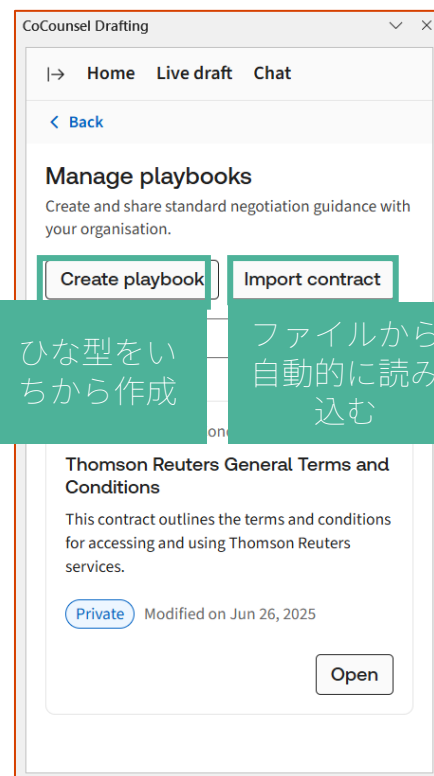 CoCounsel Drafting
Home Live draft Chat
Back
Manage playbooks
Create and share standard negotiation guidance with
your organisation.
Create playbook Import contract
ひな型をい
ちから作成
ファイルから
自動的に読み
込む
Thomson Reuters General Terms and
Conditions
This contract outlines the terms and conditions
for accessing and using Thomson Reuters
services.
Private Modified on Jun 26, 2025
Open